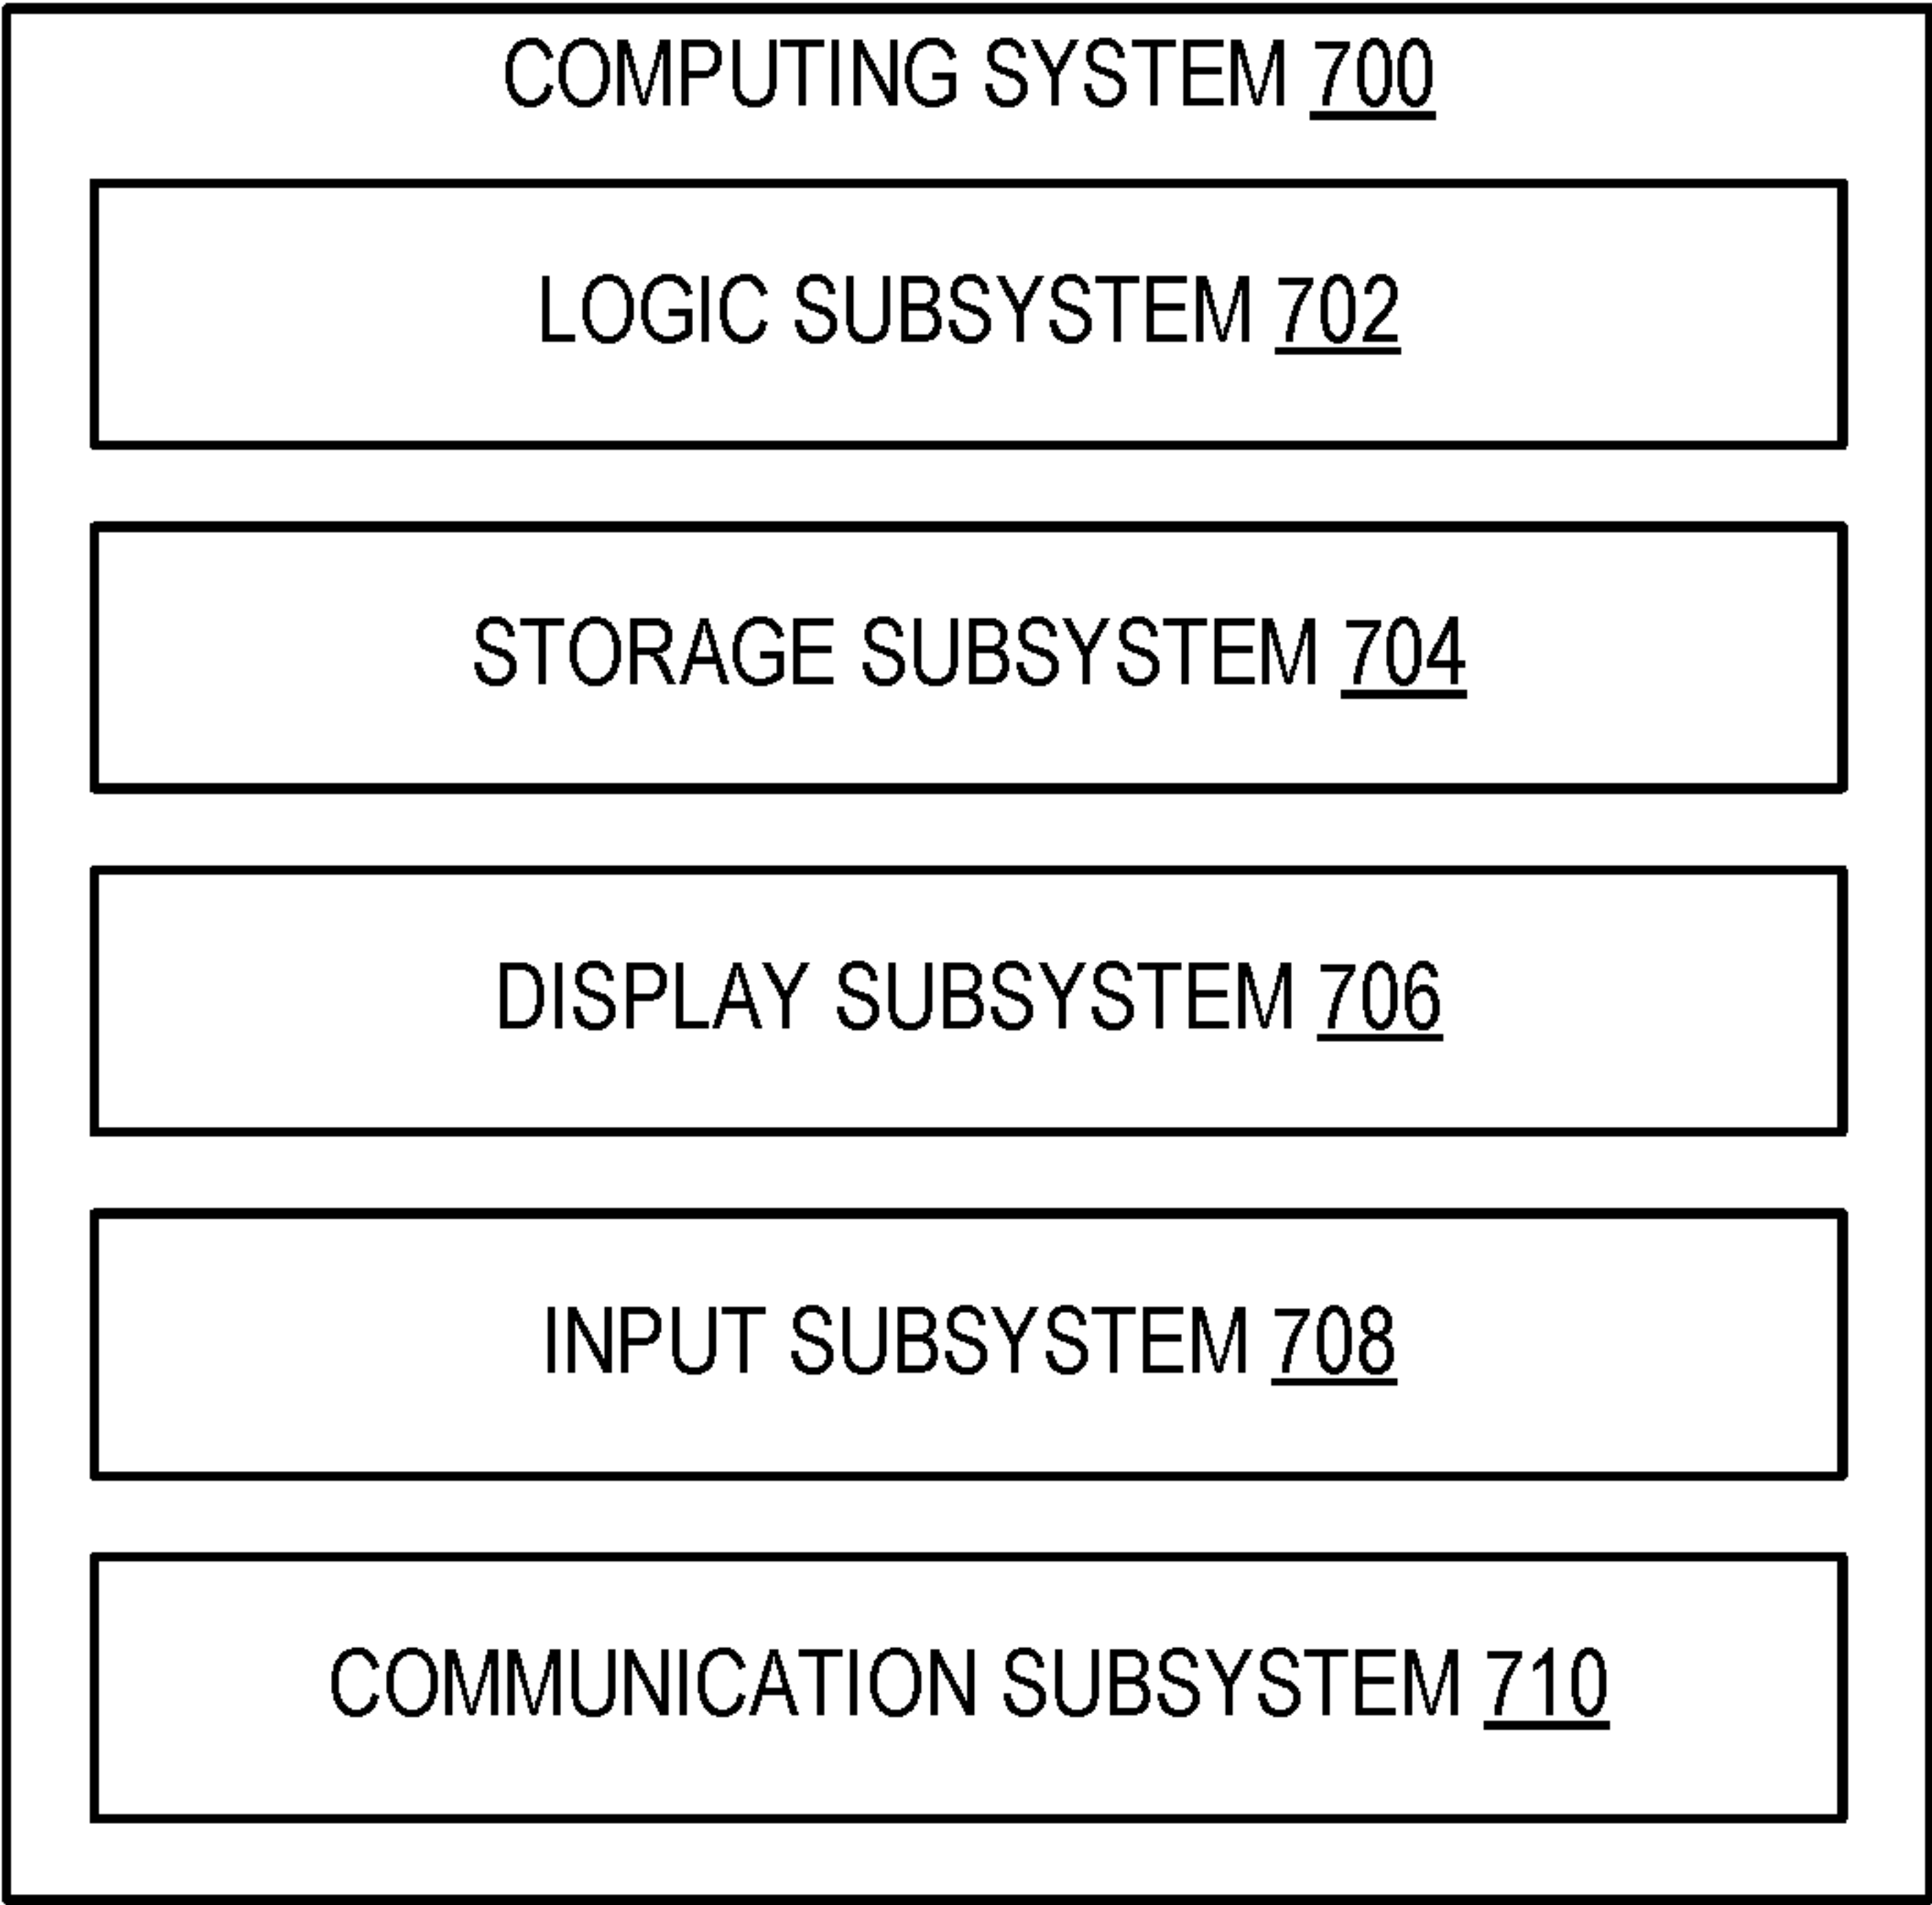 COMPUTING SYSTEM 700
LOGIC SUBSYSTEM 702
STORAGE SUBSYSTEM 704
DISPLAY SUBSYSTEM 706
INPUT SUBSYSTEM 708
COMMUNICATION SUBSYSTEM 710